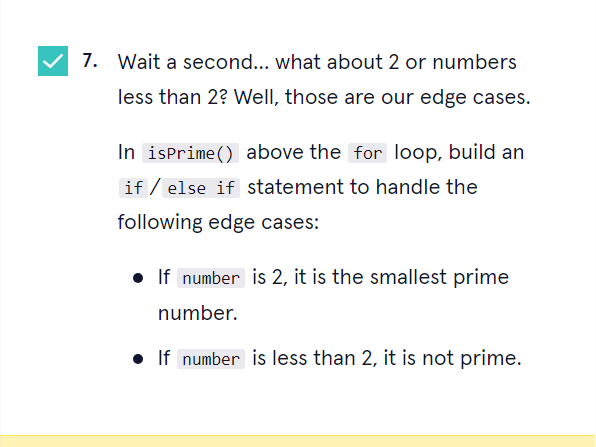 7. Wait a second... what about 2 or numbers
less than 2? Well, those are our edge cases.
In isPrime() above the for loop, build an
if / else if statement to handle the
following edge cases:
● If number is 2, it is the smallest prime
number.
● If number is less than 2, it is not prime.